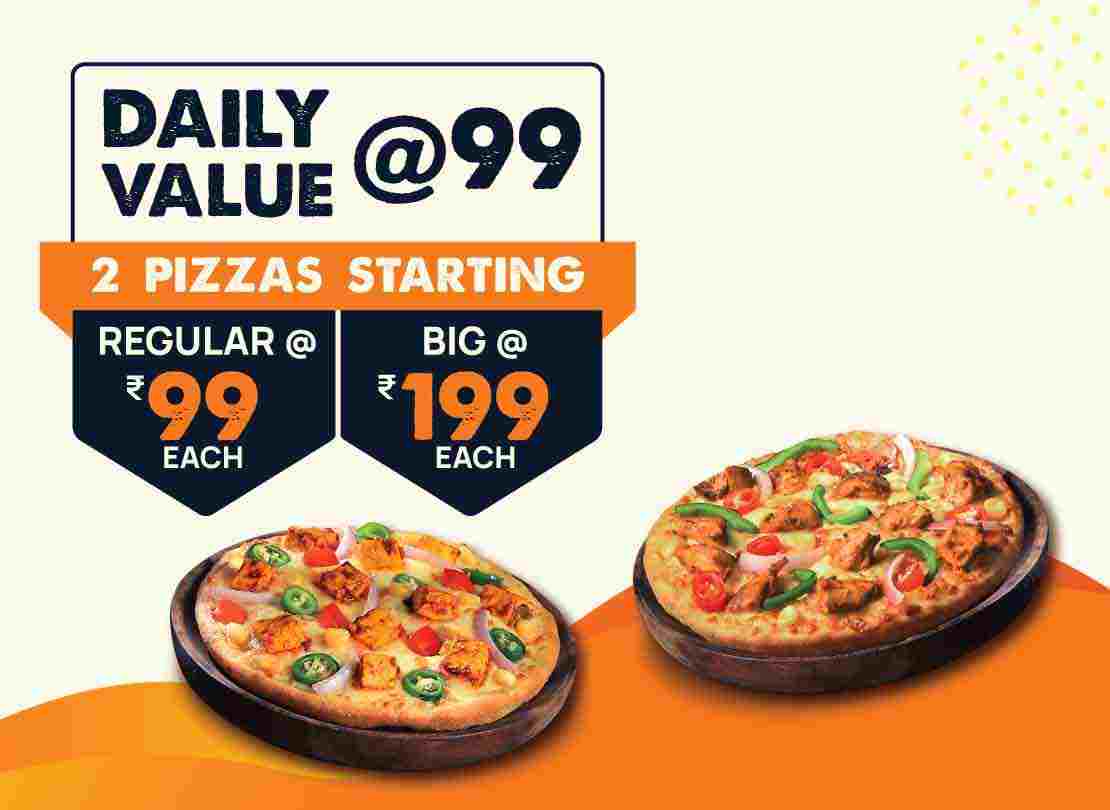 DAILY
VALUE
@99
2 PIZZAS STARTING
REGULAR @
₹99
EACH
BIG @
₹199
EACH